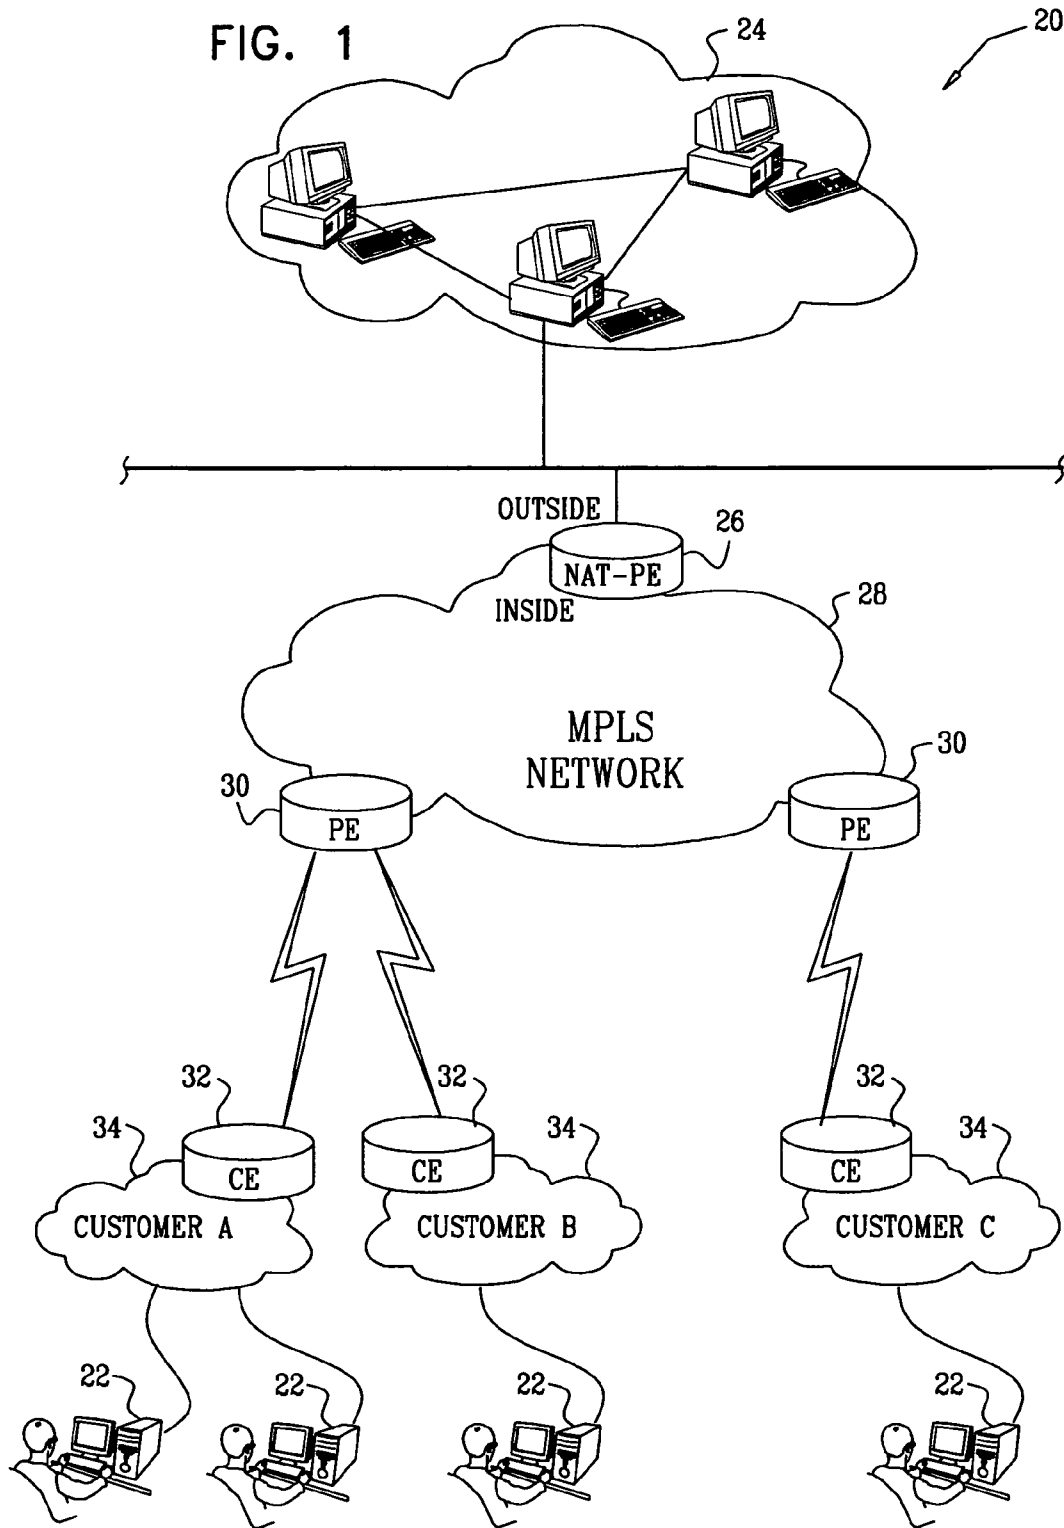 FIG. 1
24
20
OUTSIDE
26
NAT-PE
INSIDE
28
MPLS
NETWORK
30
30
PE
PE
32
32
32
34
34
34
CE
CE
CE
CUSTOMER A
CUSTOMER B
CUSTOMER C
22
22
22
22